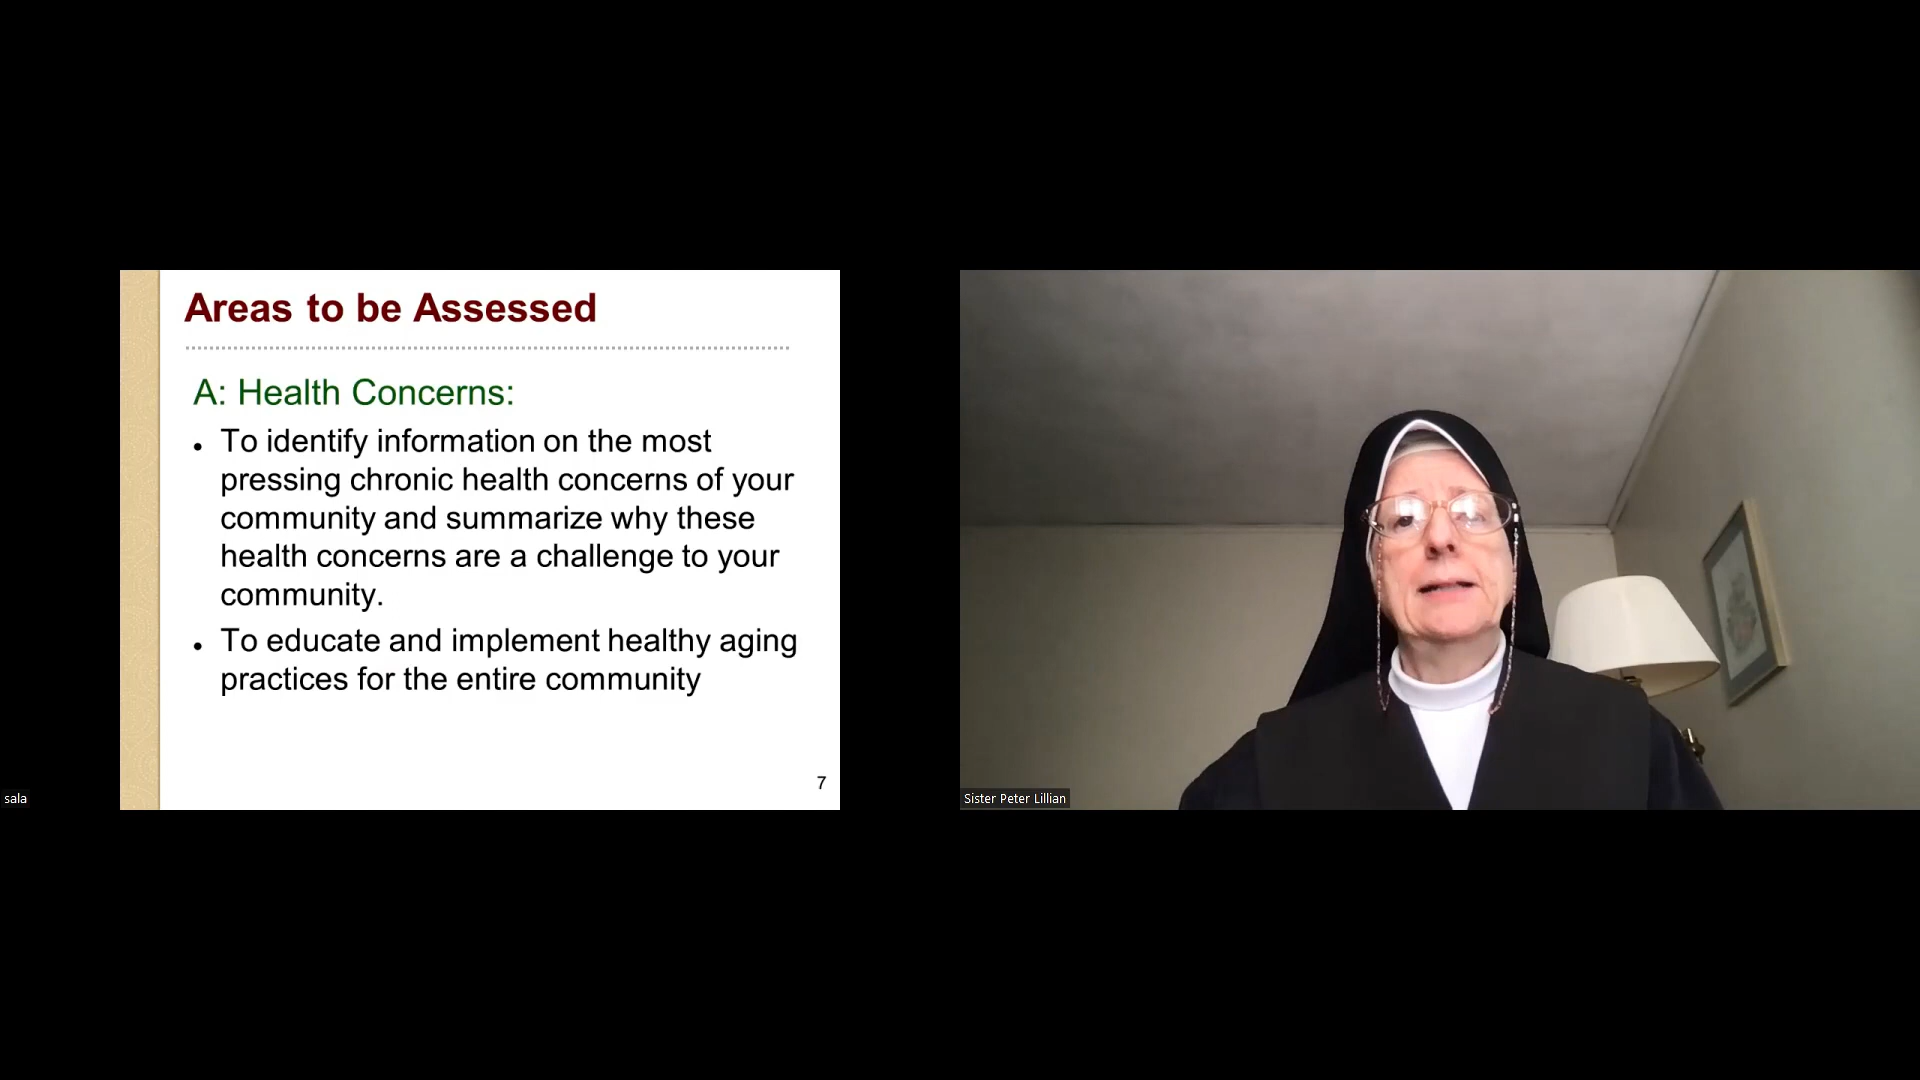 Areas to be Assessed
A: Health Concerns:
• To identify information on the most
pressing chronic health concerns of your
community and summarize why these
health concerns are a challenge to your
community.
• To educate and implement healthy aging
practices for the entire community
7
sala
Sister Peter Lillian